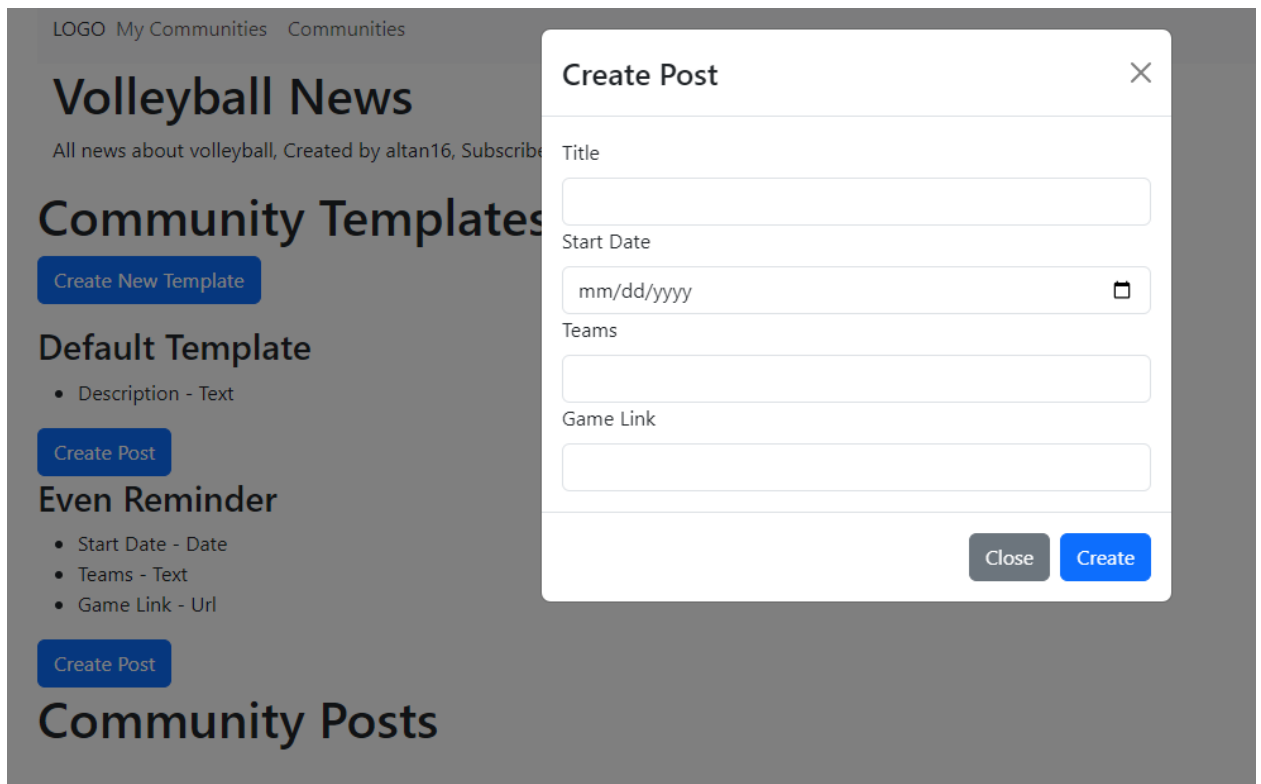 LOGO My Communities Communities
Volleyball News
All news about volleyball, Created by altan16, Subscribe
Community Templates
Create New Template
Default Template
• Description - Text
Create Post
Even Reminder
• Start Date - Date
• Teams - Text
• Game Link - Url
Create Post
Community Posts
Create Post
Title
Start Date
mm/dd/yyyy
Teams
Game Link
Close Create